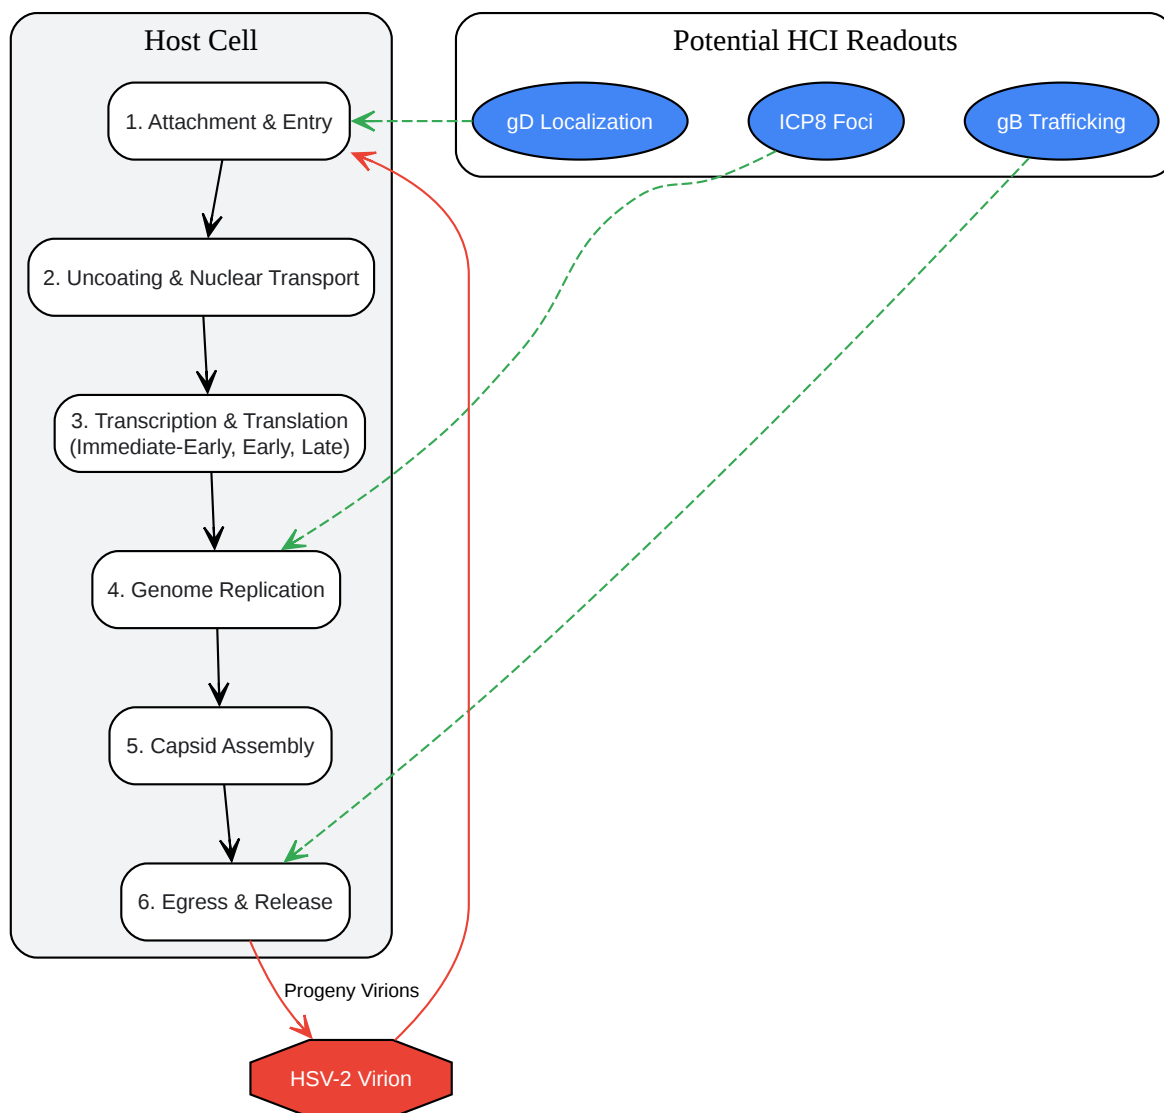 Host Cell
Potential HCI Readouts
1. Attachment & Entry
gD Localization
ICP8 Foci
gB Trafficking
2. Uncoating & Nuclear Transport
3. Transcription & Translation
(Immediate-Early, Early, Late)
4. Genome Replication
5. Capsid Assembly
6. Egress & Release
Progeny Virions
HSV-2 Virion